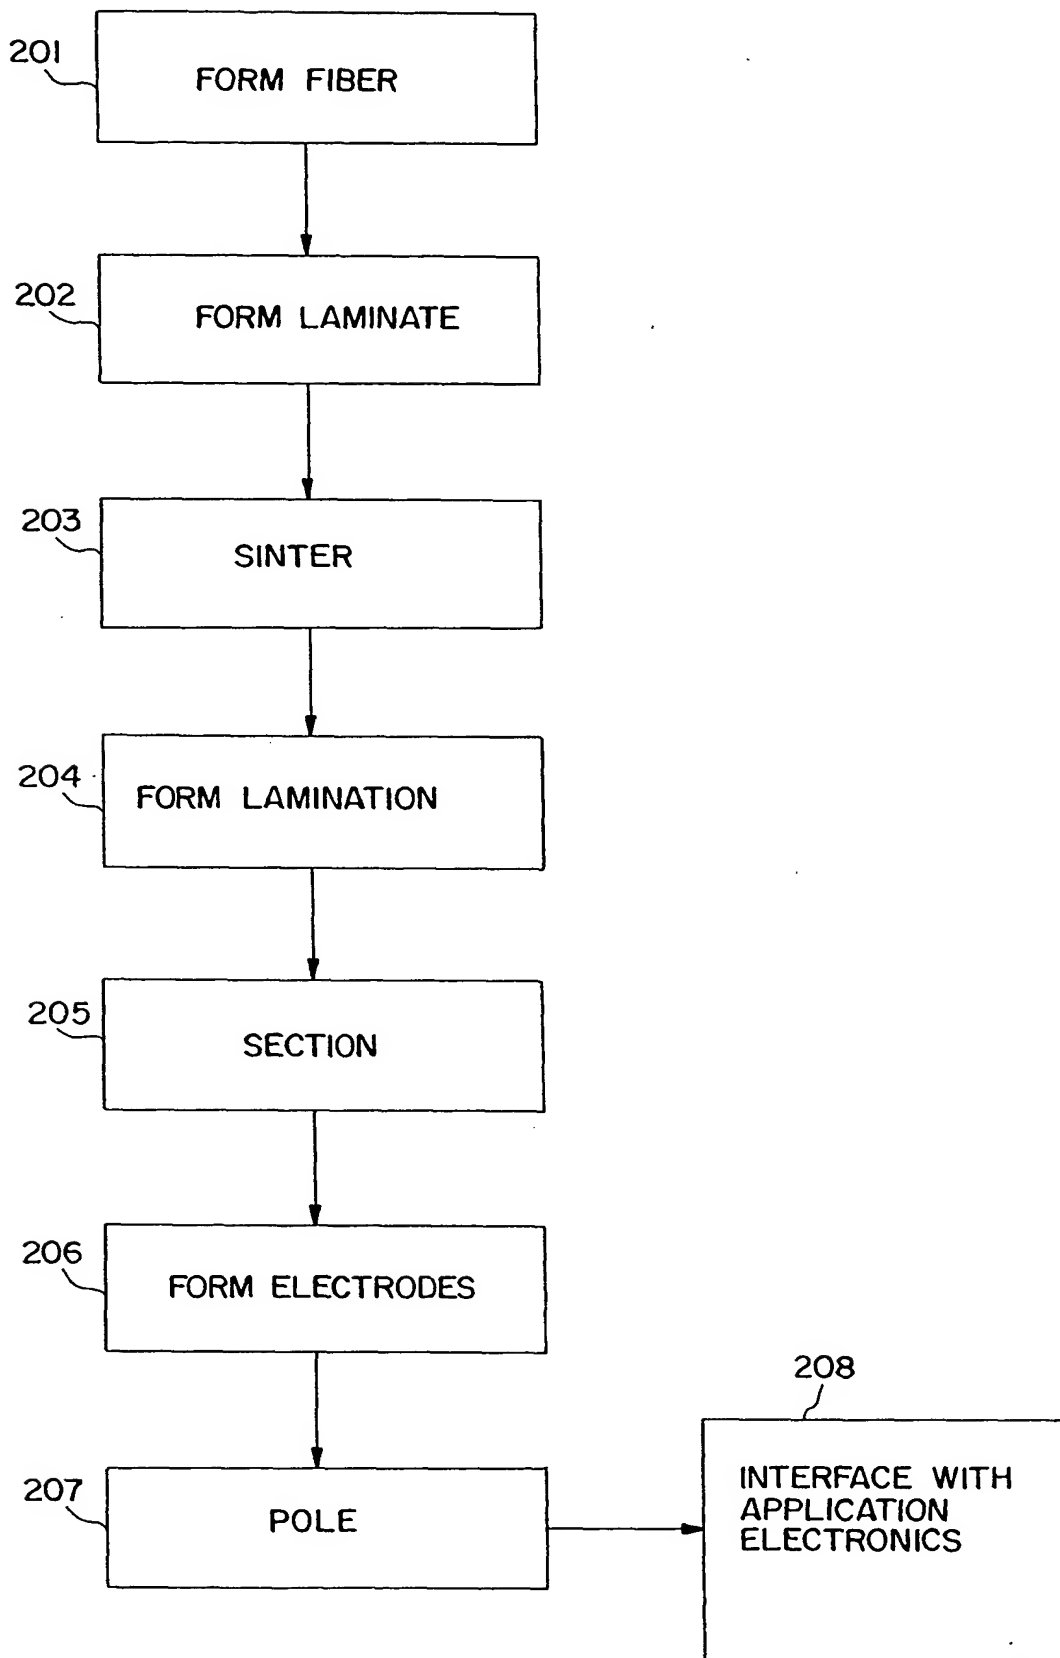 201
FORM FIBER
202
FORM LAMINATE
203
SINTER
204
FORM LAMINATION
205
SECTION
206
FORM ELECTRODES
207
POLE
208
INTERFACE WITH
APPLICATION
ELECTRONICS